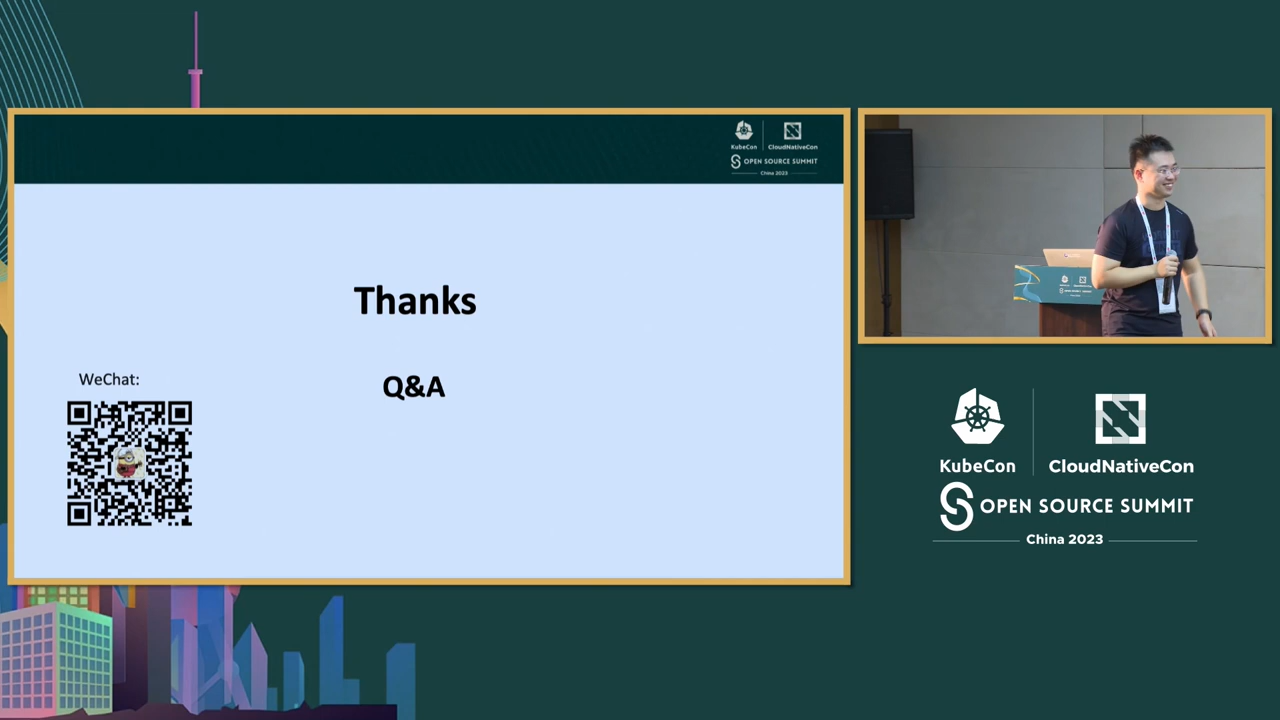 KubeCon
CloudNativeCon
OPEN SOURCE SUMMIT
China 2023
Thanks
Q&A
WeChat:
KubeCon
CloudNativeCon
OPEN SOURCE SUMMIT
China 2023